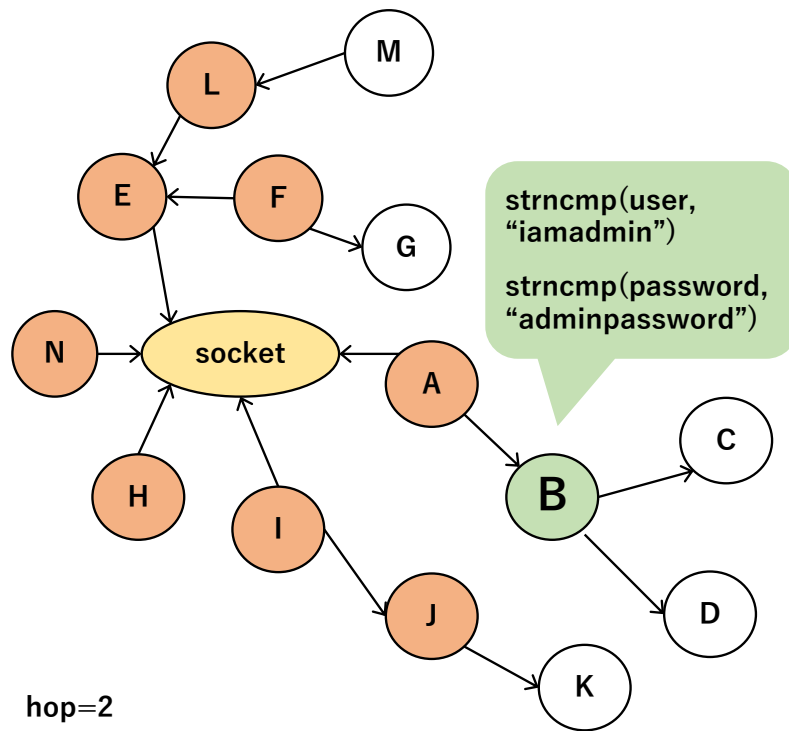 M
L
E
F
G
strncmp(user,
“iamadmin”)
strncmp(password,
“adminpassword”)
N
socket
A
C
H
I
B
J
D
K
hop=2